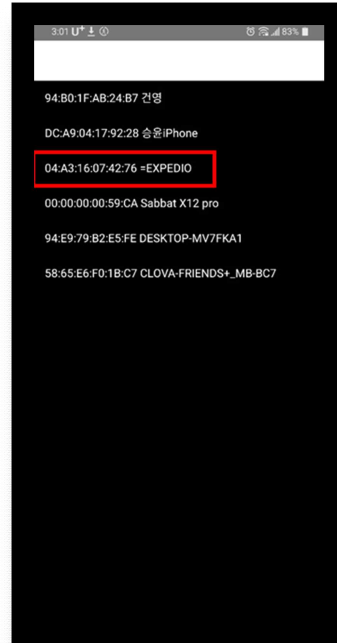 3:01 U+ 83%
94:B0:1F:AB:24:B7 건영
DC:A9:04:17:92:28 승윤iPhone
04:A3:16:07:42:76 =EXPEDIO
00:00:00:00:59:CA Sabbat X12 pro
94:E9:79:B2:E5:FE DESKTOP-MV7FKA1
58:65:E6:F0:1B:C7 CLOVA-FRIENDS+_MB-BC7